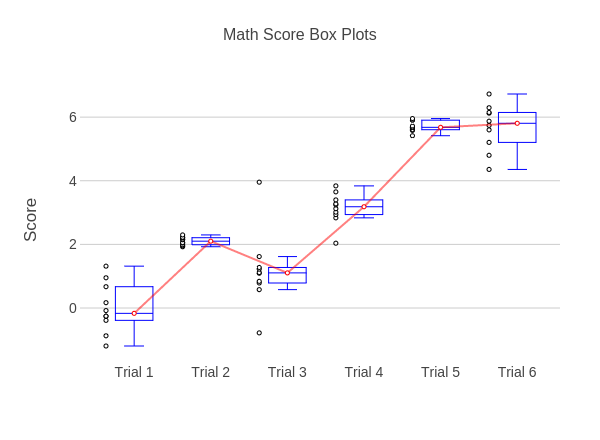 Math Score Box Plots
Score
6
4
2
0
Trial 1
Trial 2
Trial 3
Trial 4
Trial 5
Trial 6